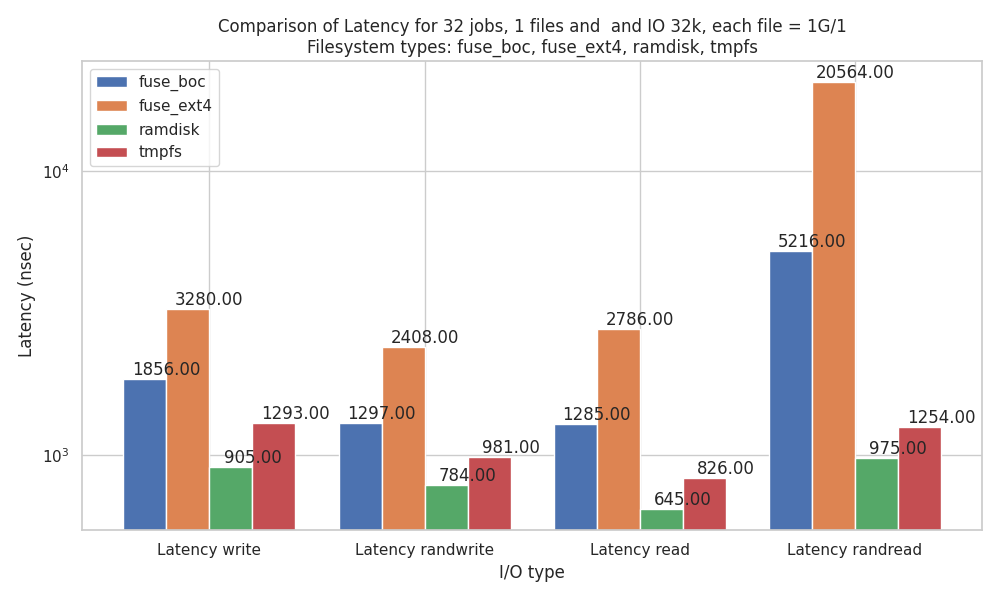 Comparison of Latency for 32 jobs, 1 files and  and IO 32k, each file = 1G/1
Filesystem types: fuse_boc, fuse_ext4, ramdisk, tmpfs
fuse_boc
fuse_ext4
ramdisk
tmpfs
Latency (nsec)
10^4
10^3
1856.00
3280.00
905.00
1293.00
1297.00
2408.00
784.00
981.00
1285.00
2786.00
645.00
826.00
5216.00
20564.00
975.00
1254.00
Latency write
Latency randwrite
Latency read
Latency randread
I/O type